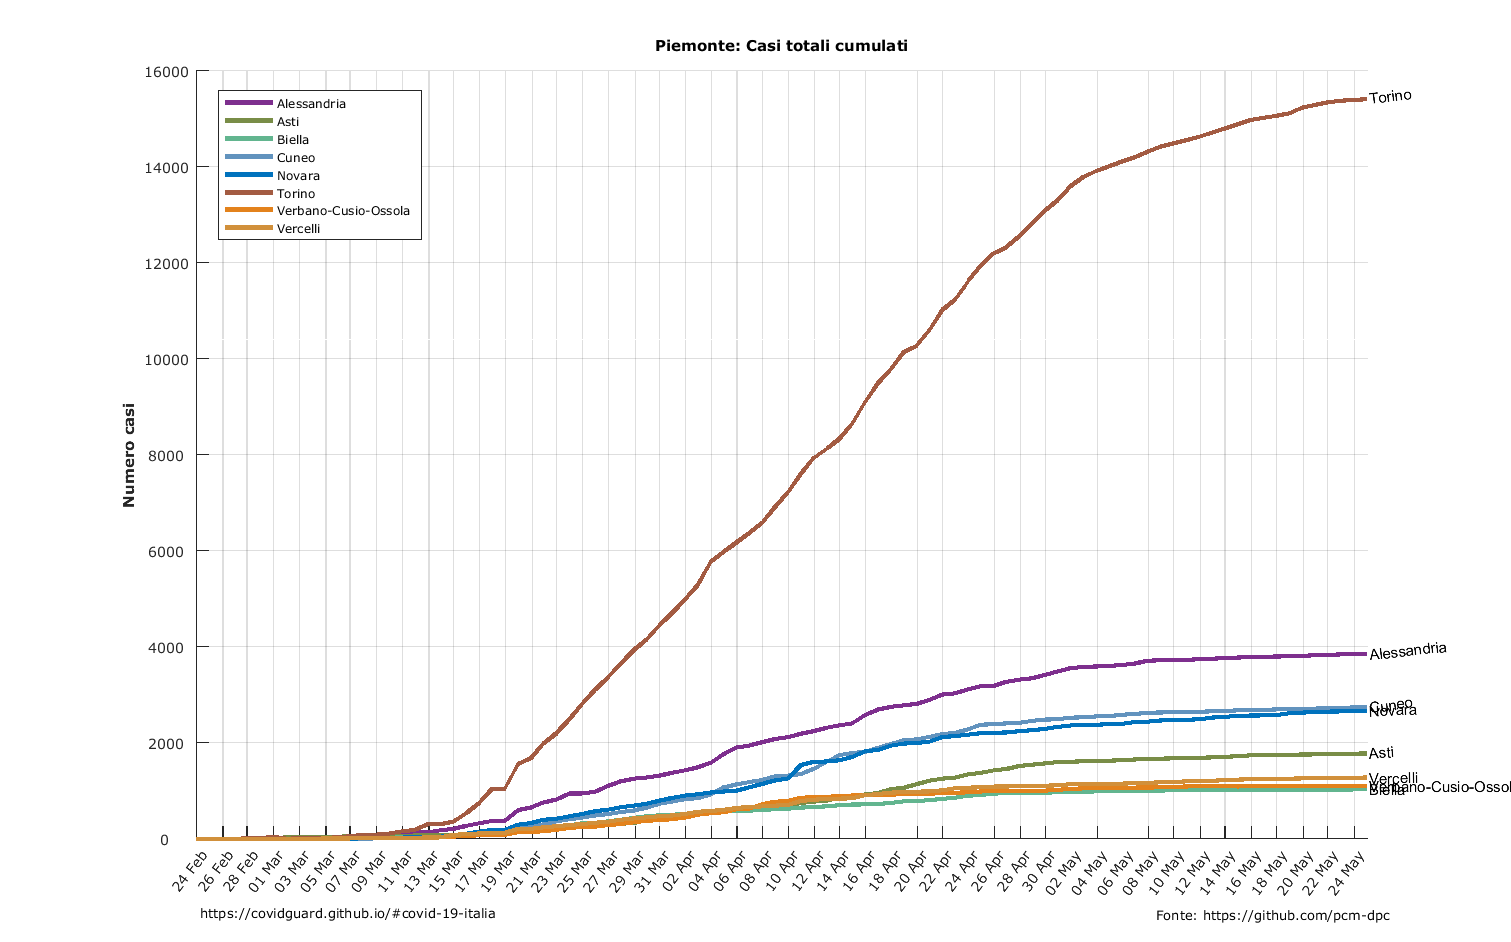 Piemonte: Casi totali cumulati
Numero casi
16000
14000
12000
10000
8000
6000
4000
2000
0
Alessandria
Asti
Biella
Cuneo
Novara
Torino
Verbano-Cusio-Ossola
Vercelli
Torino
Alessandria
Cuneo
Novara
Asti
Vercelli
Verbano-Cusio-Ossola
Biella
24 Feb
26 Feb
28 Feb
01 Mar
03 Mar
05 Mar
07 Mar
09 Mar
11 Mar
13 Mar
15 Mar
17 Mar
19 Mar
21 Mar
23 Mar
25 Mar
27 Mar
29 Mar
31 Mar
02 Apr
04 Apr
06 Apr
08 Apr
10 Apr
12 Apr
14 Apr
16 Apr
18 Apr
20 Apr
22 Apr
24 Apr
26 Apr
28 Apr
30 Apr
02 May
04 May
06 May
08 May
10 May
12 May
14 May
16 May
18 May
20 May
22 May
24 May
https://covidguard.github.io/#covid-19-italia
Fonte: https://github.com/pcm-dpc